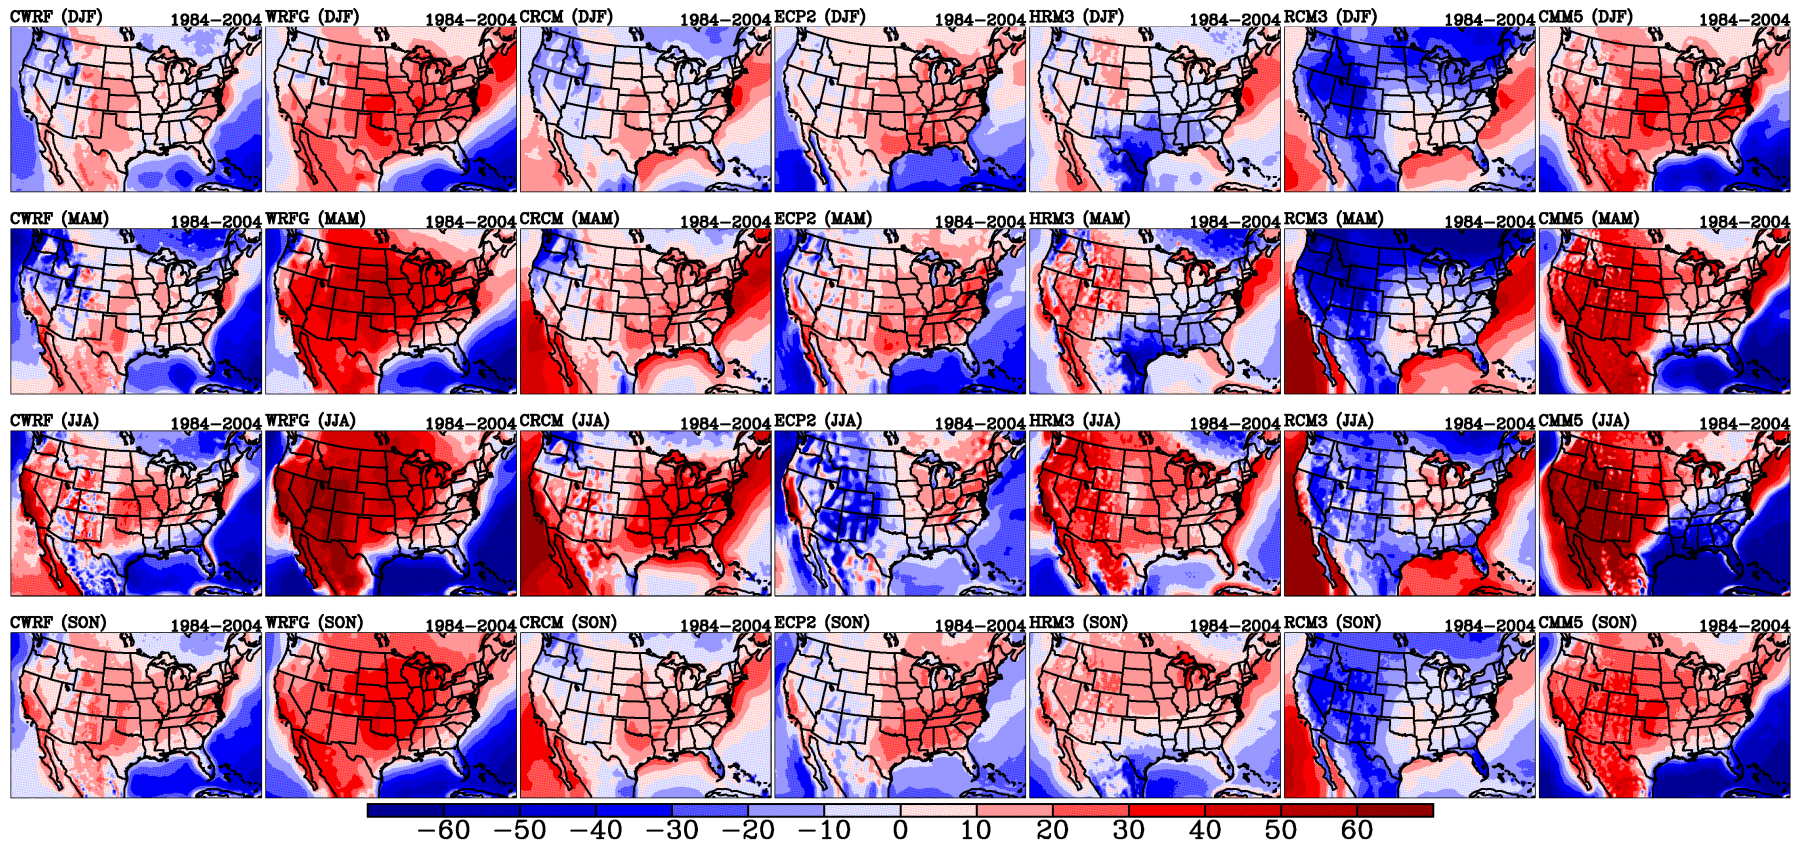 CWRF (DJF) 1984-2004 WRFG (DJF) 1984-2004 CRCM (DJF) 1984-2004 ECP2 (DJF) 1984-2004 HRM3 (DJF) 1984-2004 RCM3 (DJF) 1984-2004 CMM5 (DJF) 1984-2004
CWRF (MAM) 1984-2004 WRFG (MAM) 1984-2004 CRCM (MAM) 1984-2004 ECP2 (MAM) 1984-2004 HRM3 (MAM) 1984-2004 RCM3 (MAM) 1984-2004 CMM5 (MAM) 1984-2004
CWRF (JJA) 1984-2004 WRFG (JJA) 1984-2004 CRCM (JJA) 1984-2004 ECP2 (JJA) 1984-2004 HRM3 (JJA) 1984-2004 RCM3 (JJA) 1984-2004 CMM5 (JJA) 1984-2004
CWRF (SON) 1984-2004 WRFG (SON) 1984-2004 CRCM (SON) 1984-2004 ECP2 (SON) 1984-2004 HRM3 (SON) 1984-2004 RCM3 (SON) 1984-2004 CMM5 (SON) 1984-2004
-60 -50 -40 -30 -20 -10 0 10 20 30 40 50 60